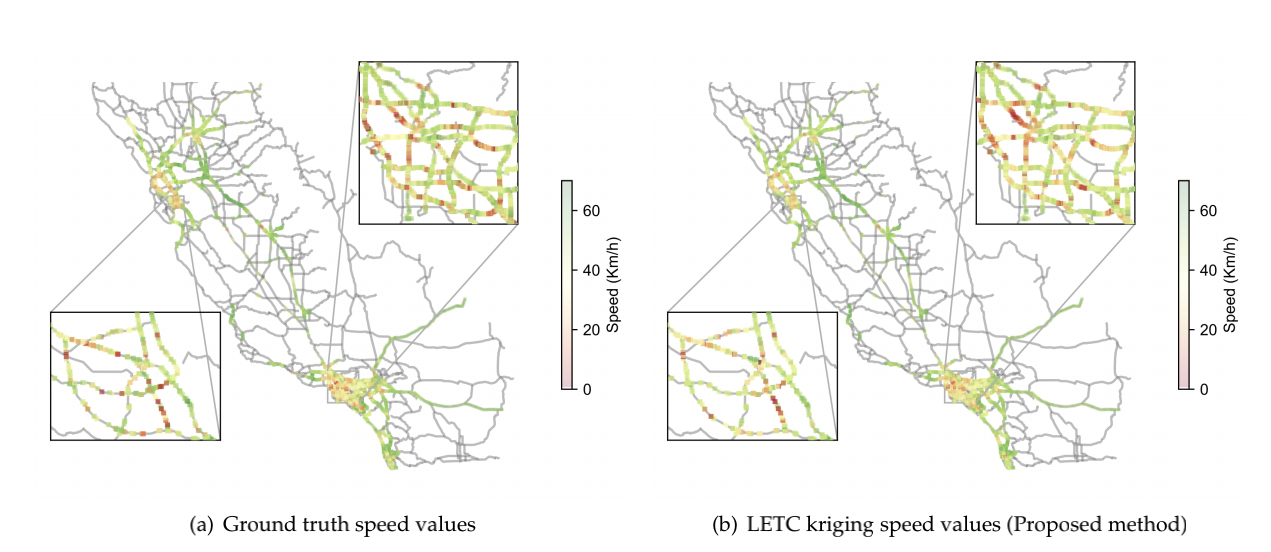 60
40
20
0
Speed (Km/h)
60
40
20
0
Speed (Km/h)
(a) Ground truth speed values
(b) LETC kriging speed values (Proposed method)